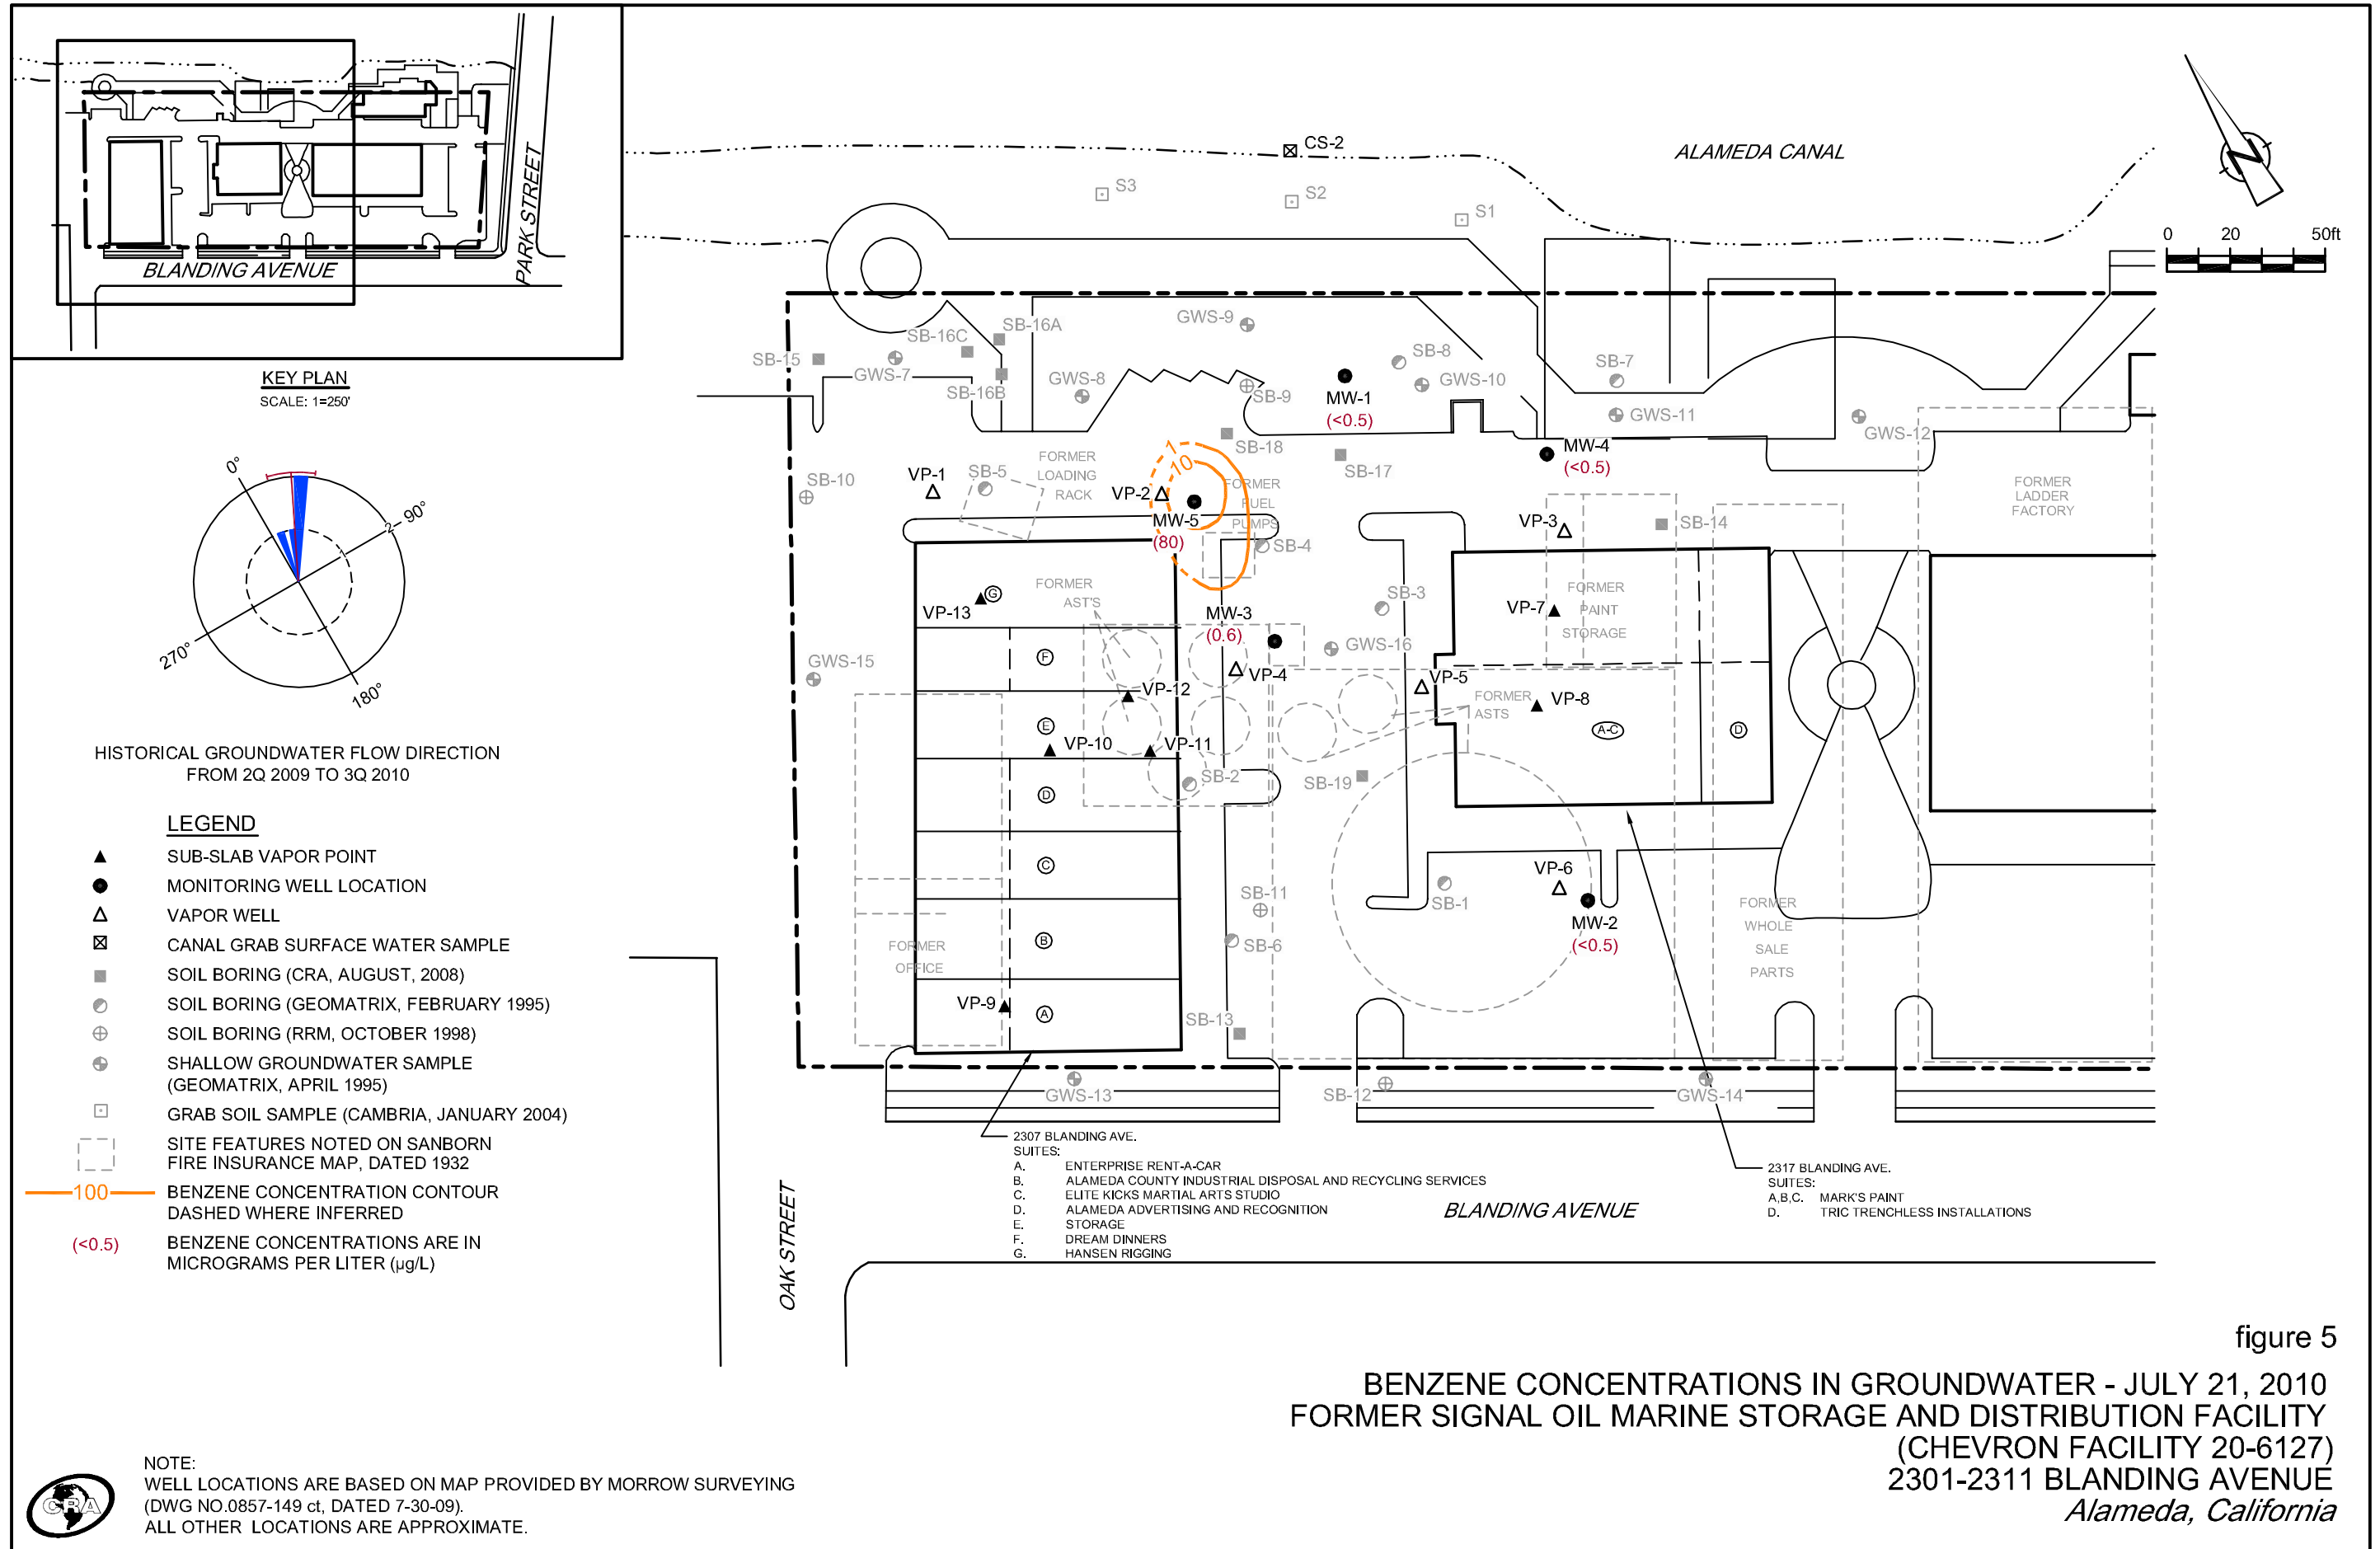 PARK STREET
BLANDING AVENUE
KEY PLAN
SCALE: 1=250'
0°
2
90°
270°
180°
HISTORICAL GROUNDWATER FLOW DIRECTION
FROM 2Q 2009 TO 3Q 2010
LEGEND
SUB-SLAB VAPOR POINT
MONITORING WELL LOCATION
VAPOR WELL
CANAL GRAB SURFACE WATER SAMPLE
SOIL BORING (CRA, AUGUST, 2008)
SOIL BORING (GEOMATRIX, FEBRUARY 1995)
SOIL BORING (RRM, OCTOBER 1998)
SHALLOW GROUNDWATER SAMPLE
(GEOMATRIX, APRIL 1995)
GRAB SOIL SAMPLE (CAMBRIA, JANUARY 2004)
SITE FEATURES NOTED ON SANBORN
FIRE INSURANCE MAP, DATED 1932
100
BENZENE CONCENTRATION CONTOUR
DASHED WHERE INFERRED
(<0.5)
BENZENE CONCENTRATIONS ARE IN
MICROGRAMS PER LITER (µg/L)
NOTE:
WELL LOCATIONS ARE BASED ON MAP PROVIDED BY MORROW SURVEYING
(DWG NO.0857-149 ct, DATED 7-30-09).
ALL OTHER LOCATIONS ARE APPROXIMATE.
CRA
CS-2
ALAMEDA CANAL
N
0 20 50ft
S3
S2
S1
GWS-9
SB-16A
SB-16C
SB-15
GWS-7
SB-16B
GWS-8
SB-9
MW-1
(<0.5)
SB-8
GWS-10
SB-7
GWS-11
GWS-12
SB-18
SB-17
MW-4
(<0.5)
SB-10
VP-1
SB-5
FORMER
LOADING
RACK
1
10
VP-2
MW-5
(80)
FORMER
FUEL
PUMPS
SB-4
VP-3
SB-14
FORMER
LADDER
FACTORY
VP-13
G
FORMER
AST'S
MW-3
(0.6)
SB-3
GWS-16
VP-7
FORMER
PAINT
STORAGE
GWS-15
F
VP-12
VP-4
VP-5
FORMER
ASTS
VP-8
E
VP-10
VP-11
A-C
D
SB-2
SB-19
D
C
VP-6
SB-1
SB-11
MW-2
(<0.5)
FORMER
WHOLE
SALE
PARTS
B
SB-6
FORMER
OFFICE
VP-9
A
SB-13
GWS-13
SB-12
GWS-14
2307 BLANDING AVE.
SUITES:
A. ENTERPRISE RENT-A-CAR
B. ALAMEDA COUNTY INDUSTRIAL DISPOSAL AND RECYCLING SERVICES
C. ELITE KICKS MARTIAL ARTS STUDIO
D. ALAMEDA ADVERTISING AND RECOGNITION
E. STORAGE
F. DREAM DINNERS
G. HANSEN RIGGING
2317 BLANDING AVE.
SUITES:
A,B,C. MARK'S PAINT
D. TRIC TRENCHLESS INSTALLATIONS
BLANDING AVENUE
OAK STREET
figure 5
BENZENE CONCENTRATIONS IN GROUNDWATER - JULY 21, 2010
FORMER SIGNAL OIL MARINE STORAGE AND DISTRIBUTION FACILITY
(CHEVRON FACILITY 20-6127)
2301-2311 BLANDING AVENUE
Alameda, California